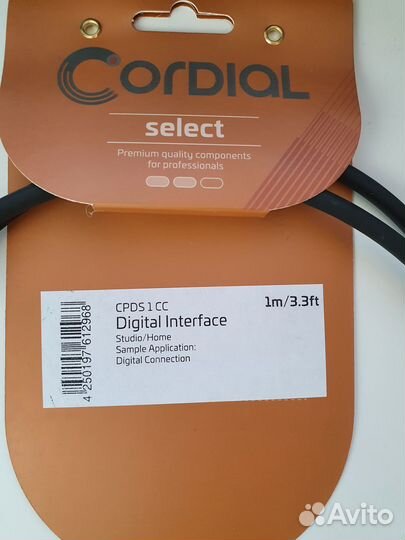 CORDIAL
select
Premium quality components
for professionals
CPDS 1 CC
1m/3.3ft
Digital Interface
Studio/Home
Sample Application:
Digital Connection
4 250197 612968
Avito